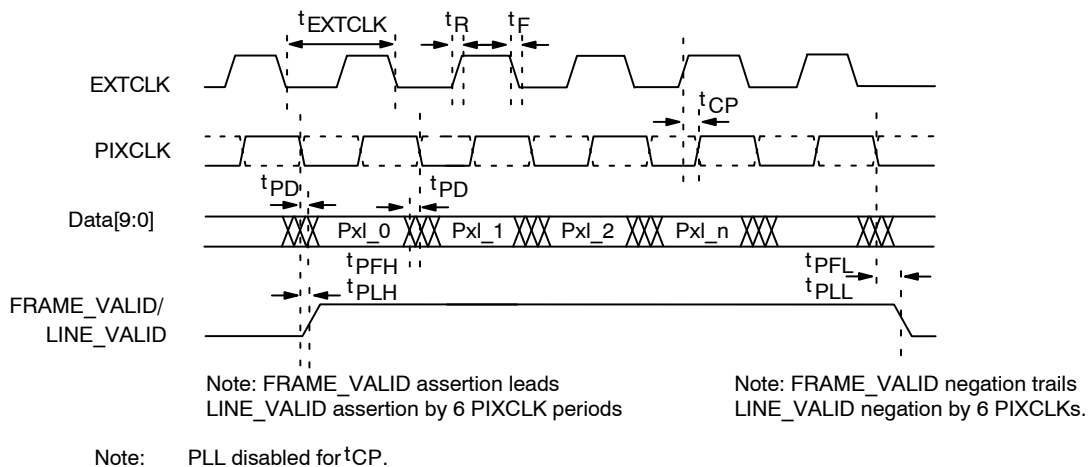 tEXTCLK
tR
tF
EXTCLK
tCP
PIXCLK
tPD
tPD
Data[9:0]
Pxl_0
Pxl_1
Pxl_2
Pxl_n
tPFH
tPLH
tPFL
tPLL
FRAME_VALID/
LINE_VALID
Note: FRAME_VALID assertion leads
LINE_VALID assertion by 6 PIXCLK periods
Note: FRAME_VALID negation trails
LINE_VALID negation by 6 PIXCLKs.
Note: PLL disabled for tCP.